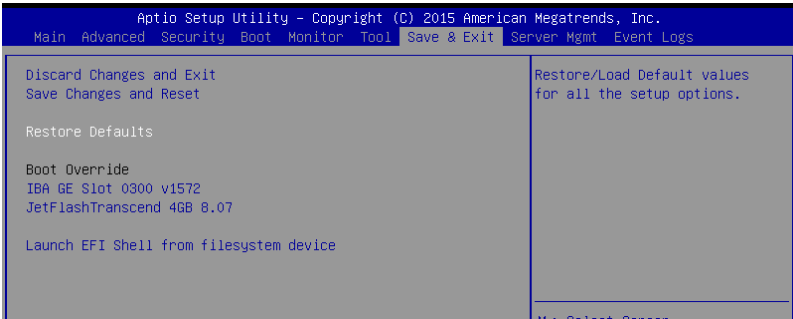 Aptio Setup Utility – Copyright (C) 2015 American Megatrends, Inc.
Main Advanced Security Boot Monitor Tool Save & Exit Server Mgmt Event Logs
Discard Changes and Exit
Save Changes and Reset
Restore Defaults
Boot Override
IBA GE Slot 0300 v1572
JetFlashTranscend 4GB 8.07
Launch EFI Shell from filesystem device
Restore/Load Default values
for all the setup options.